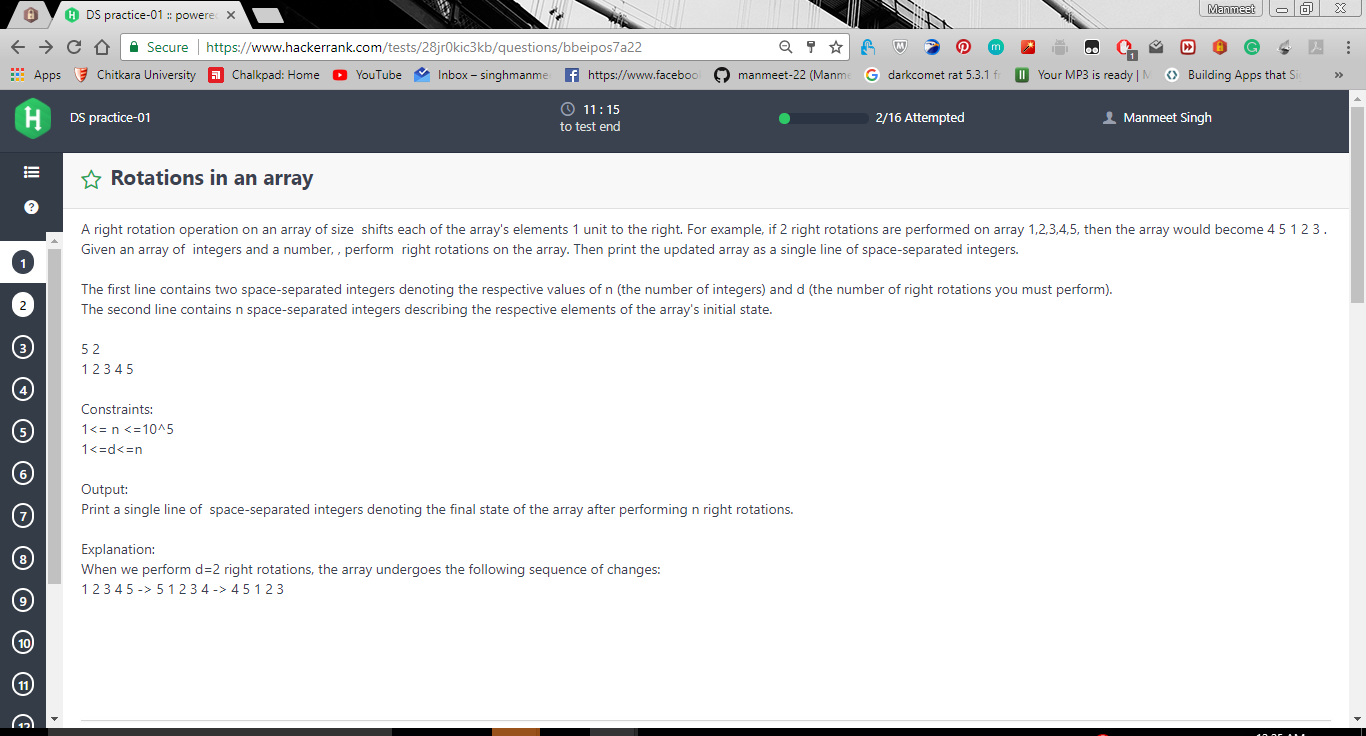 Manmeet
DS practice-01 :: powere
Secure
https://www.hackerrank.com/tests/28jr0kic3kb/questions/bbeipos7a22
1
Apps
Chitkara University
Chalkpad: Home
YouTube
Inbox – singhmanme
https://www.faceboo
manmeet-22 (Manm
darkcomet rat 5.3.1 f
Your MP3 is ready | M
Building Apps that Si
»
DS practice-01
11 : 15
to test end
2/16 Attempted
Manmeet Singh
Rotations in an array
A right rotation operation on an array of size  shifts each of the array's elements 1 unit to the right. For example, if 2 right rotations are performed on array 1,2,3,4,5, then the array would become 4 5 1 2 3 .
Given an array of  integers and a number, , perform  right rotations on the array. Then print the updated array as a single line of space-separated integers.
The first line contains two space-separated integers denoting the respective values of n (the number of integers) and d (the number of right rotations you must perform).
The second line contains n space-separated integers describing the respective elements of the array's initial state.
5 2
1 2 3 4 5
Constraints:
1<= n <=10^5
1<=d<=n
Output:
Print a single line of  space-separated integers denoting the final state of the array after performing n right rotations.
Explanation:
When we perform d=2 right rotations, the array undergoes the following sequence of changes:
1 2 3 4 5 -> 5 1 2 3 4 -> 4 5 1 2 3
?
1
2
3
4
5
6
7
8
9
10
11
12